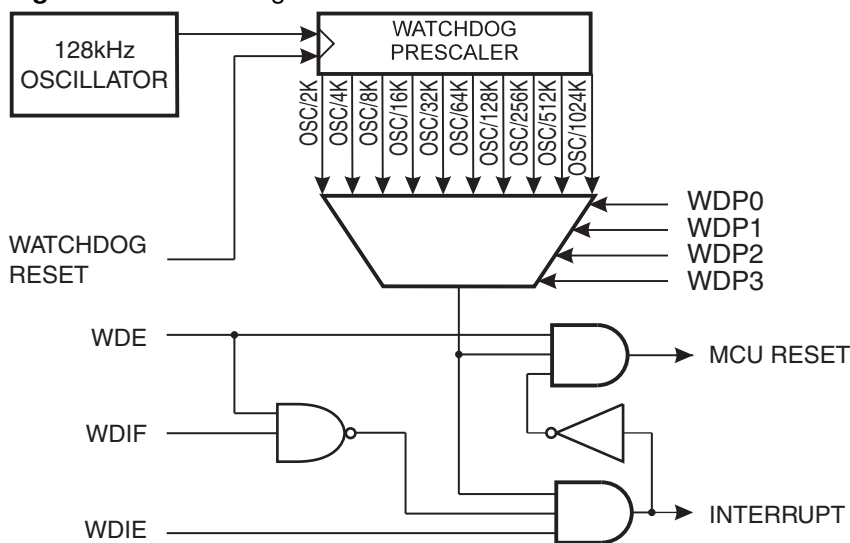 128kHz
OSCILLATOR
WATCHDOG
PRESCALER
OSC/2K
OSC/4K
OSC/8K
OSC/16K
OSC/32K
OSC/64K
OSC/128K
OSC/256K
OSC/512K
OSC/1024K
WDP0
WDP1
WDP2
WDP3
WATCHDOG
RESET
WDE
MCU RESET
WDIF
INTERRUPT
WDIE